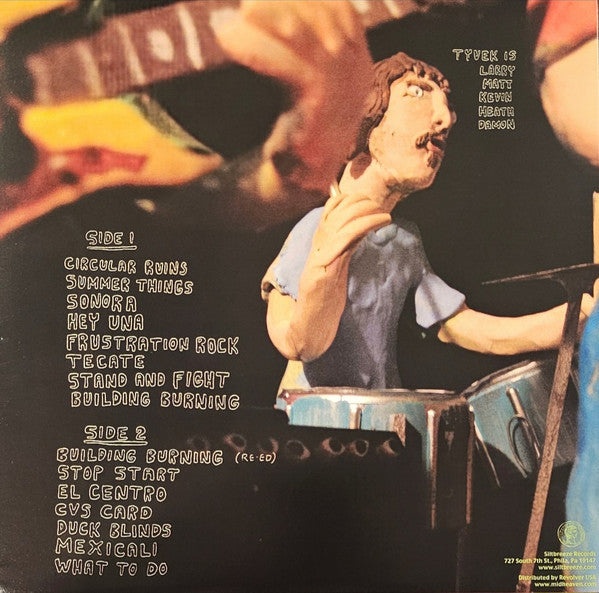 TYVEK IS
LARRY
MATT
KEVIN
HEATH
DAMON
SIDE 1
CIRCULAR RUINS
SUMMER THINGS
SONORA
HEY UNA
FRUSTRATION ROCK
TECATE
STAND AND FIGHT
BUILDING BURNING
SIDE 2
BUILDING BURNING (RE-ED)
STOP START
EL CENTRO
CVS CARD
DUCK BLINDS
MEXICALI
WHAT TO DO
Siltbreeze Records
727 South 7th St., Phila, Pa 19147
www.siltbreeze.com
Distributed by Revolver USA
www.midheaven.com